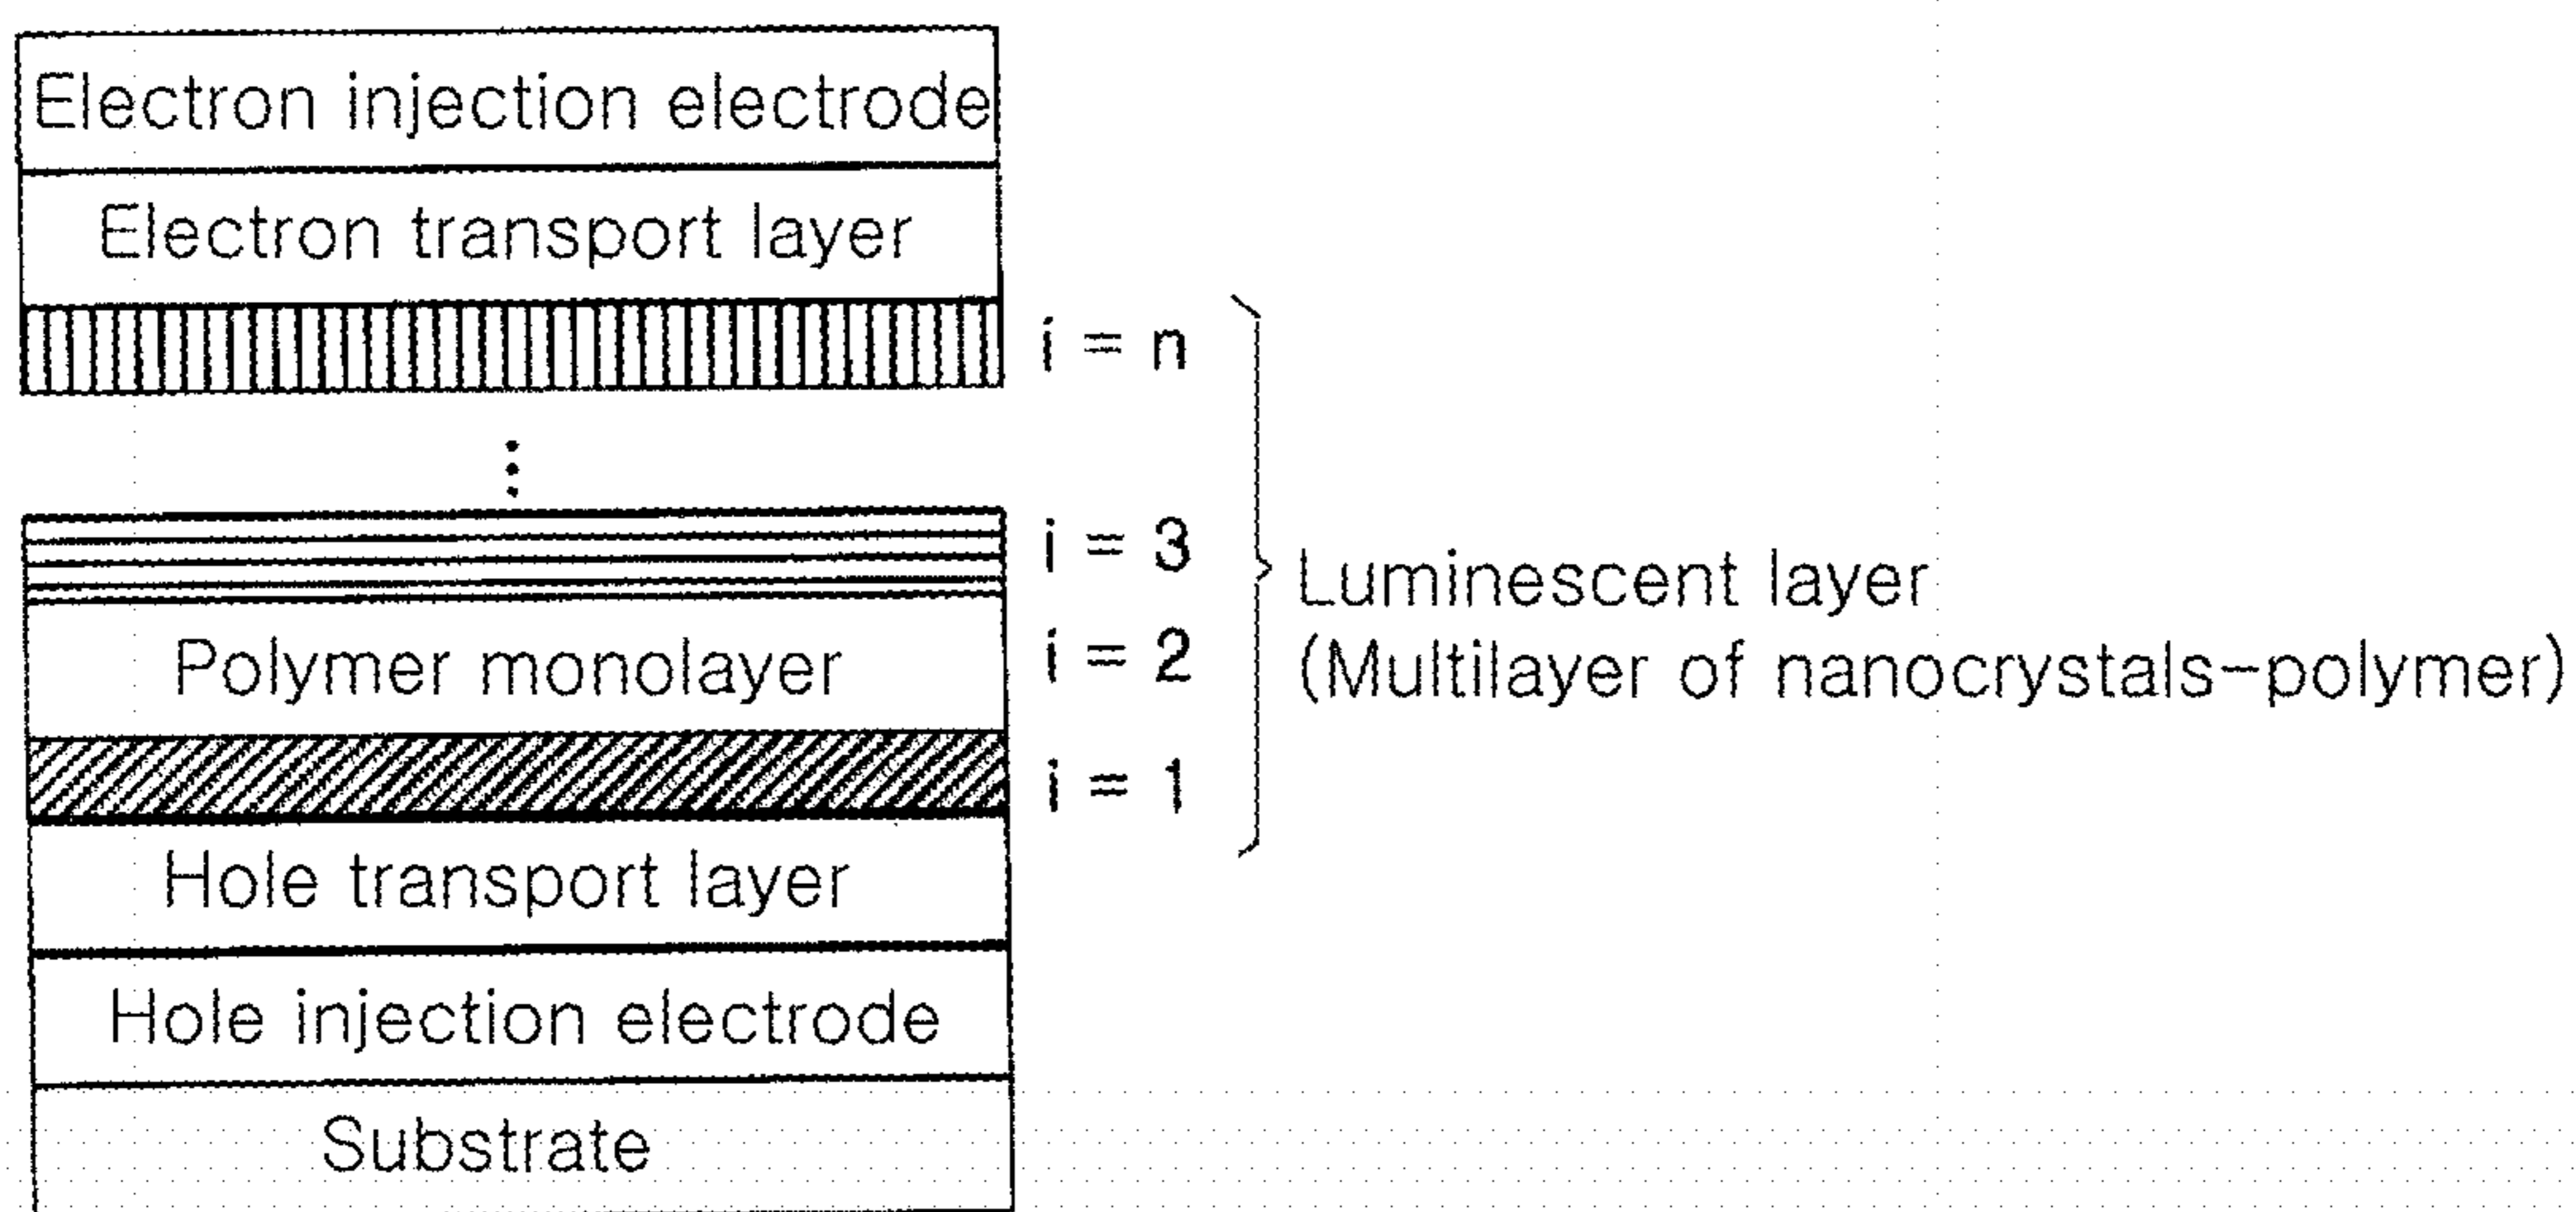 Electron injection electrode
Electron transport layer
i = n
⋮
i = 3
Polymer monolayer
i = 2
Luminescent layer
(Multilayer of nanocrystals-polymer)
i = 1
Hole transport layer
Hole injection electrode
Substrate